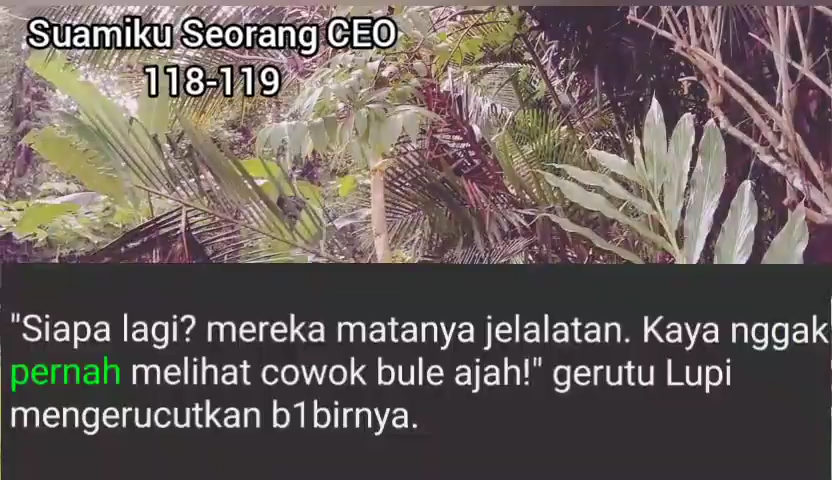 Suamiku Seorang CEO
118-119
"Siapa lagi? mereka matanya jelalatan. Kaya nggak
pernah melihat cowok bule ajah!" gerutu Lupi
mengerucutkan b1birnya.